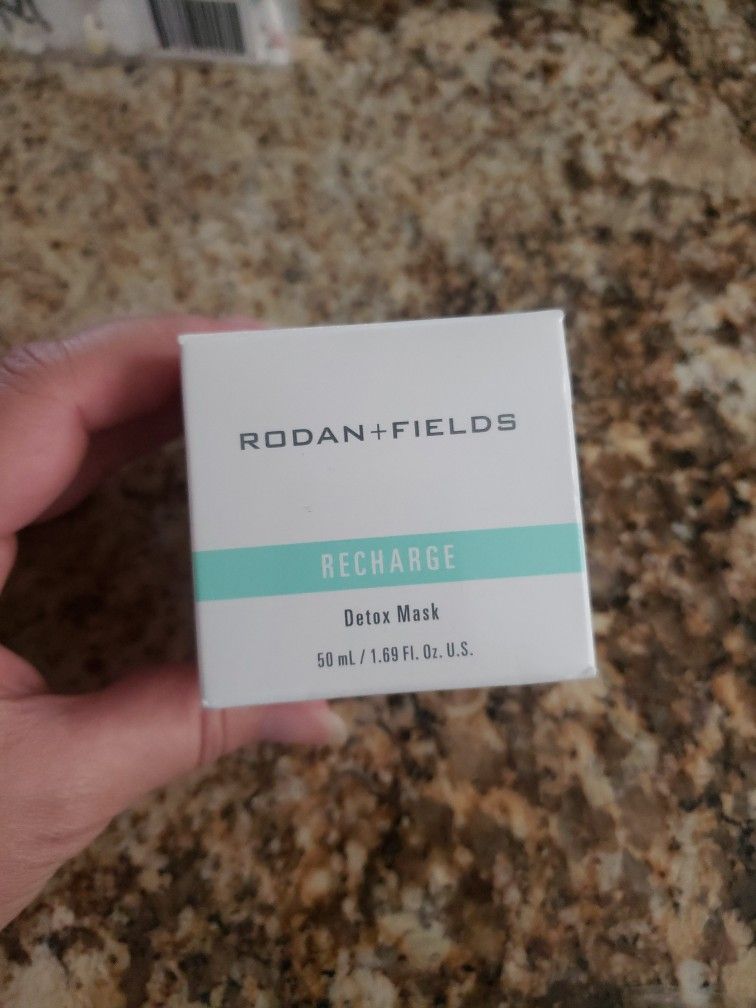 RODAN+FIELDS
RECHARGE
Detox Mask
50 mL / 1.69 Fl. Oz. U.S.